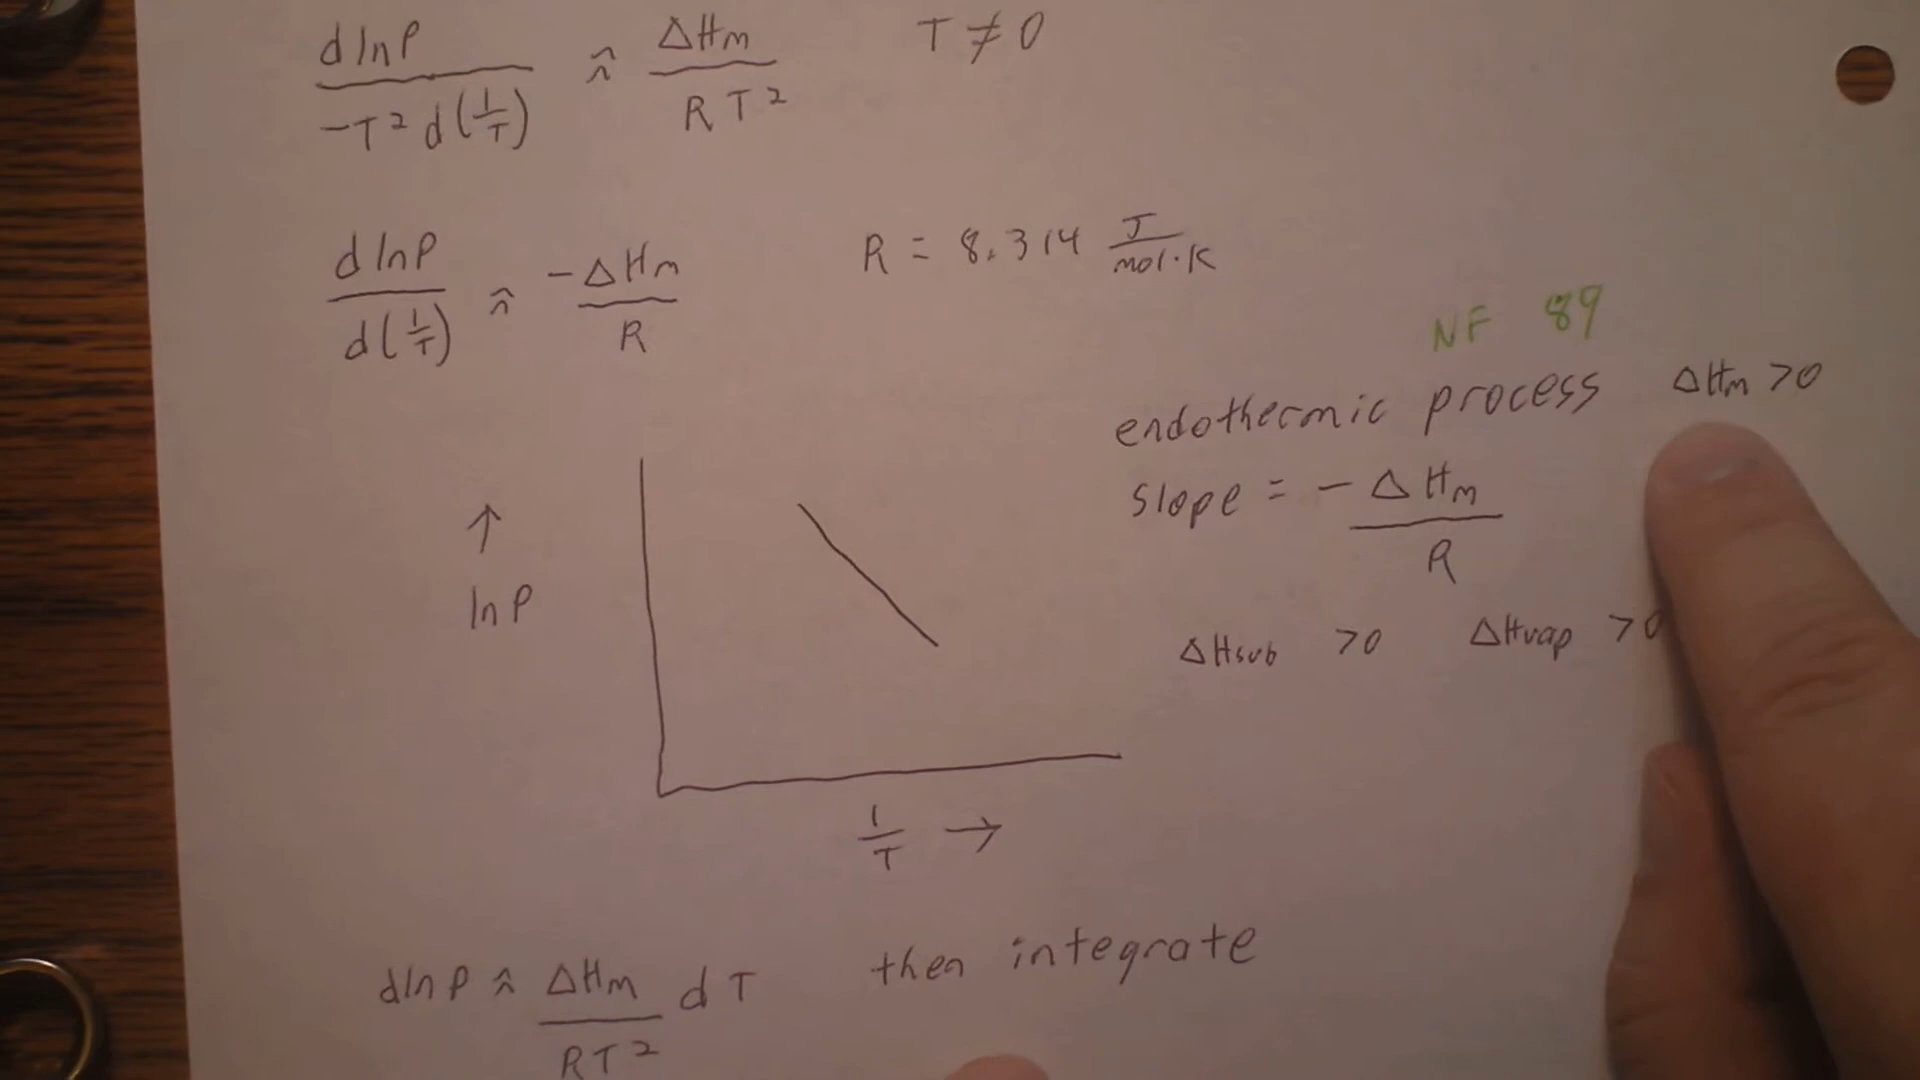 d ln P / -T² d(1/T) ≈ ΔHm / RT²   T ≠ 0
d ln P / d(1/T) ≈ -ΔHm / R   R = 8.314 J / mol·K
NF 89
endothermic process ΔHm >0
slope = - ΔHm / R
↑
ln P
ΔHsub >0   ΔHvap >0
1/T →
dln P ≈ ΔHm / RT² dT   then integrate